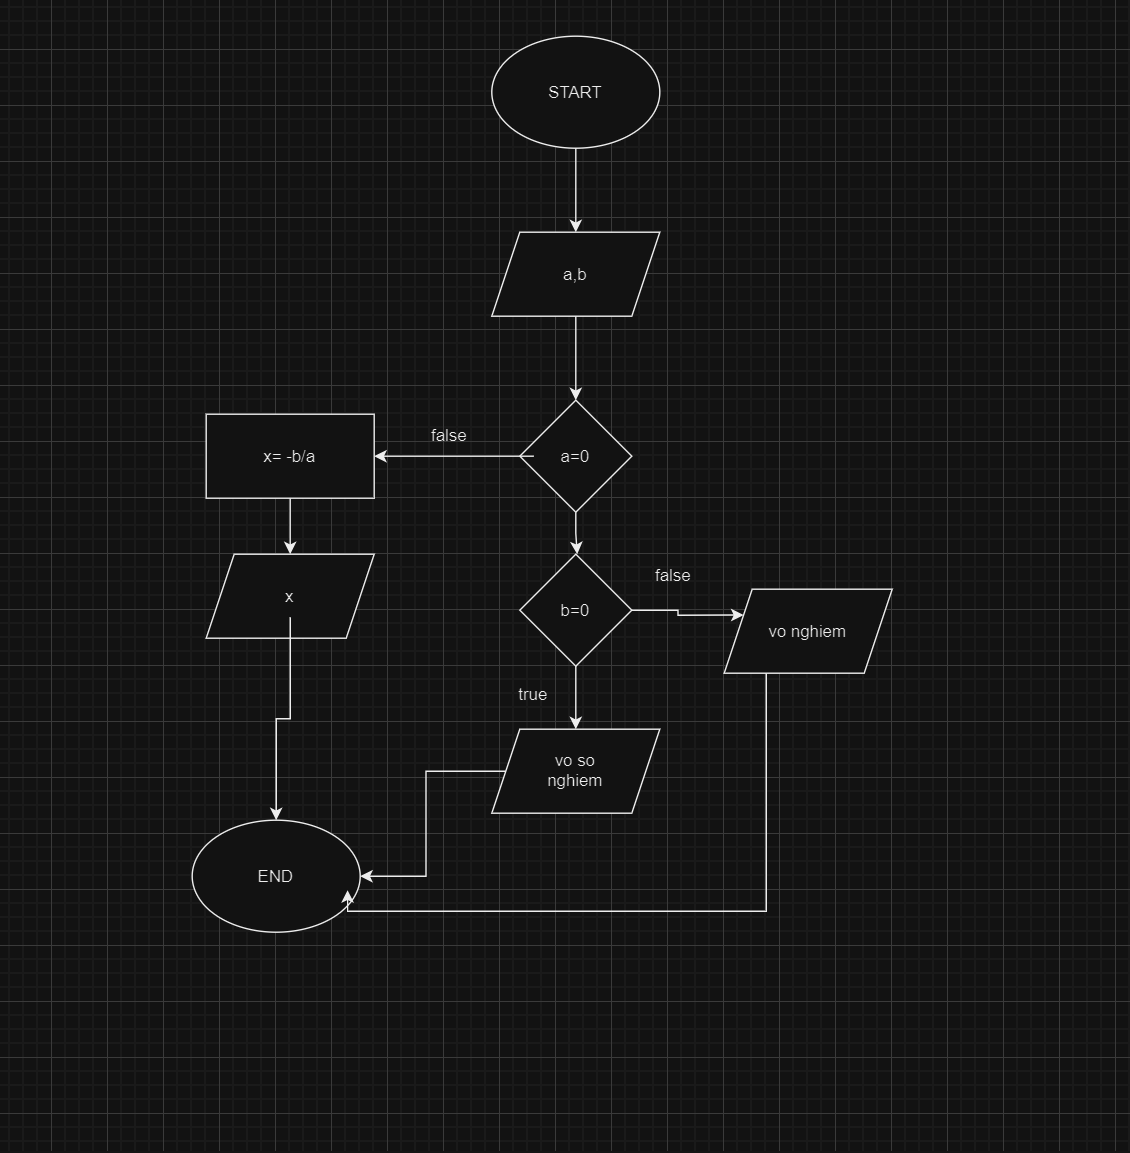 START
a,b
false
x= -b/a
a=0
false
x
b=0
vo nghiem
true
vo so
nghiem
END